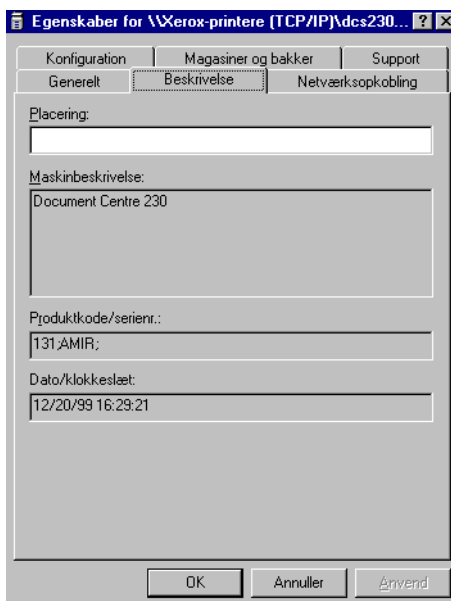 Egenskaber for \\Xerox-printere (TCP/IP)\dcs230...
Konfiguration Magasiner og bakker Support
Generelt Beskrivelse Netværksopkobling
Placering:
Maskinbeskrivelse:
Document Centre 230
Produktkode/serienr.:
131;AMIR;
Dato/klokkeslæt:
12/20/99 16:29:21
OK Annuller Anvend